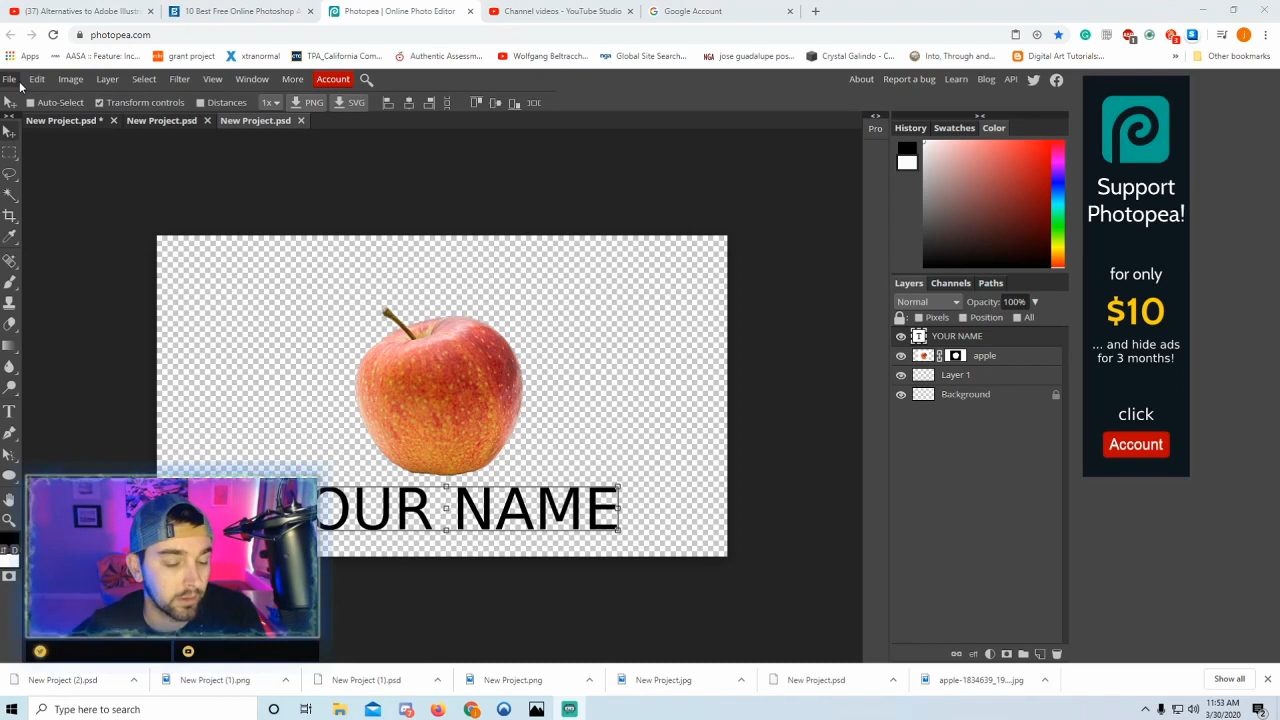 (37) Alternatives to Adobe Illustr
10 Best Free Online Photoshop A
Photopea | Online Photo Editor
Channel videos - YouTube Studio
Google Account
photopea.com
Apps
AASA :: Art Program...
grant project
xtranormal
TPA_California Com...
Authentic Assessm...
Wolfgang Beltracch...
Global Site Search...
jose guadalupe pos...
Crystal Galindo - C...
Into, Through, and...
Digital Art Tutorials:...
Other bookmarks
File Edit Image Layer Select Filter View Window More Account
About Report a bug Learn Blog API
Auto-Select Transform controls Distances 1x PNG SVG
New Project.psd * New Project.psd New Project.psd
Pro
History Swatches Color
Support
Photopea!
for only
$10
... and hide ads
for 3 months!
click
Account
Layers Channels Paths
Normal Opacity: 100%
Pixels Position All
YOUR NAME
apple
Layer 1
Background
OUR NAME
eff
New Project (2).psd
New Project (1).png
New Project (1).psd
New Project.png
New Project.jpg
New Project.psd
apple-1834639_19....jpg
Show all
Type here to search
11:53 AM
3/30/2020